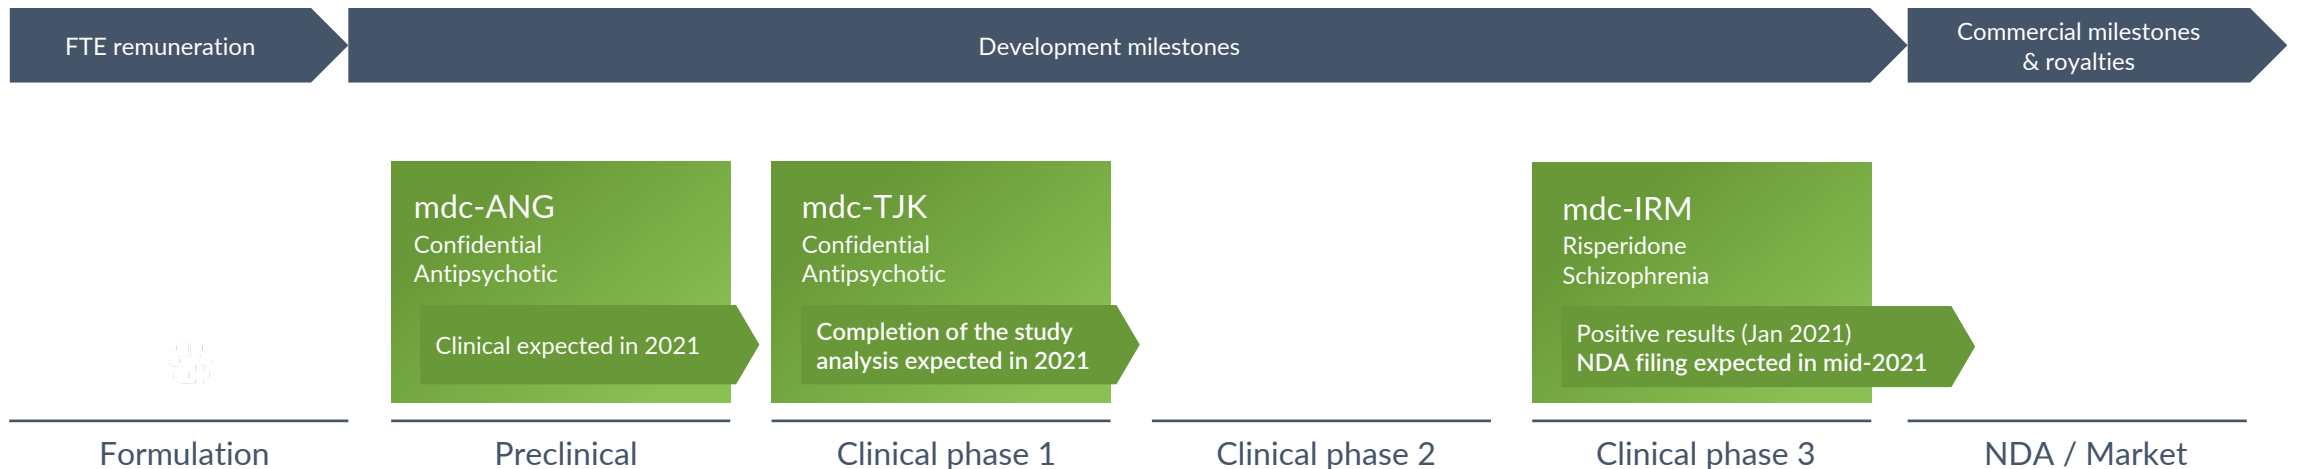 FTE remuneration
Development milestones
Commercial milestones
& royalties
mdc-ANG
Confidential
Antipsychotic
Clinical expected in 2021
mdc-TJK
Confidential
Antipsychotic
Completion of the study
analysis expected in 2021
mdc-IRM
Risperidone
Schizophrenia
Positive results (Jan 2021)
NDA filing expected in mid-2021
Formulation
Preclinical
Clinical phase 1
Clinical phase 2
Clinical phase 3
NDA / Market